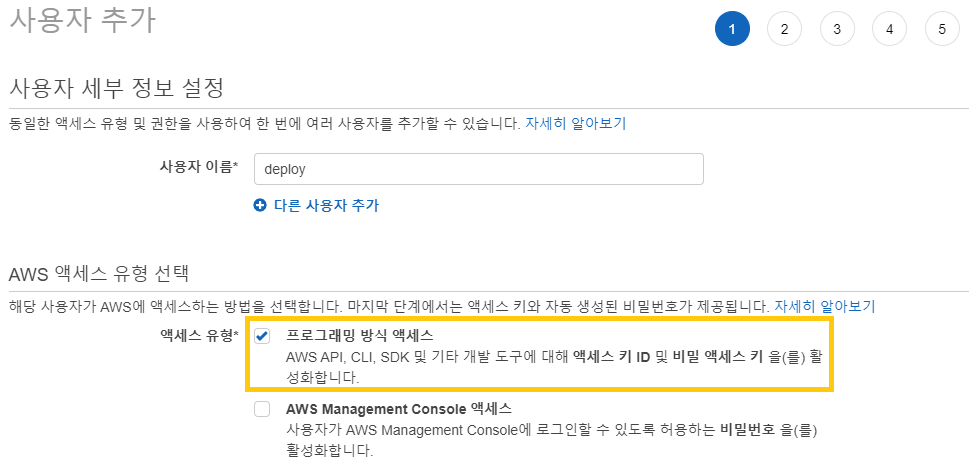 사용자 추가
1 2 3 4 5
사용자 세부 정보 설정
동일한 액세스 유형 및 권한을 사용하여 한 번에 여러 사용자를 추가할 수 있습니다. 자세히 알아보기
사용자 이름* deploy
다른 사용자 추가
AWS 액세스 유형 선택
해당 사용자가 AWS에 액세스하는 방법을 선택합니다. 마지막 단계에서는 액세스 키와 자동 생성된 비밀번호가 제공됩니다. 자세히 알아보기
액세스 유형* 프로그래밍 방식 액세스
AWS API, CLI, SDK 및 기타 개발 도구에 대해 액세스 키 ID 및 비밀 액세스 키 을(를) 활
성화합니다.
AWS Management Console 액세스
사용자가 AWS Management Console에 로그인할 수 있도록 허용하는 비밀번호 을(를)
활성화합니다.